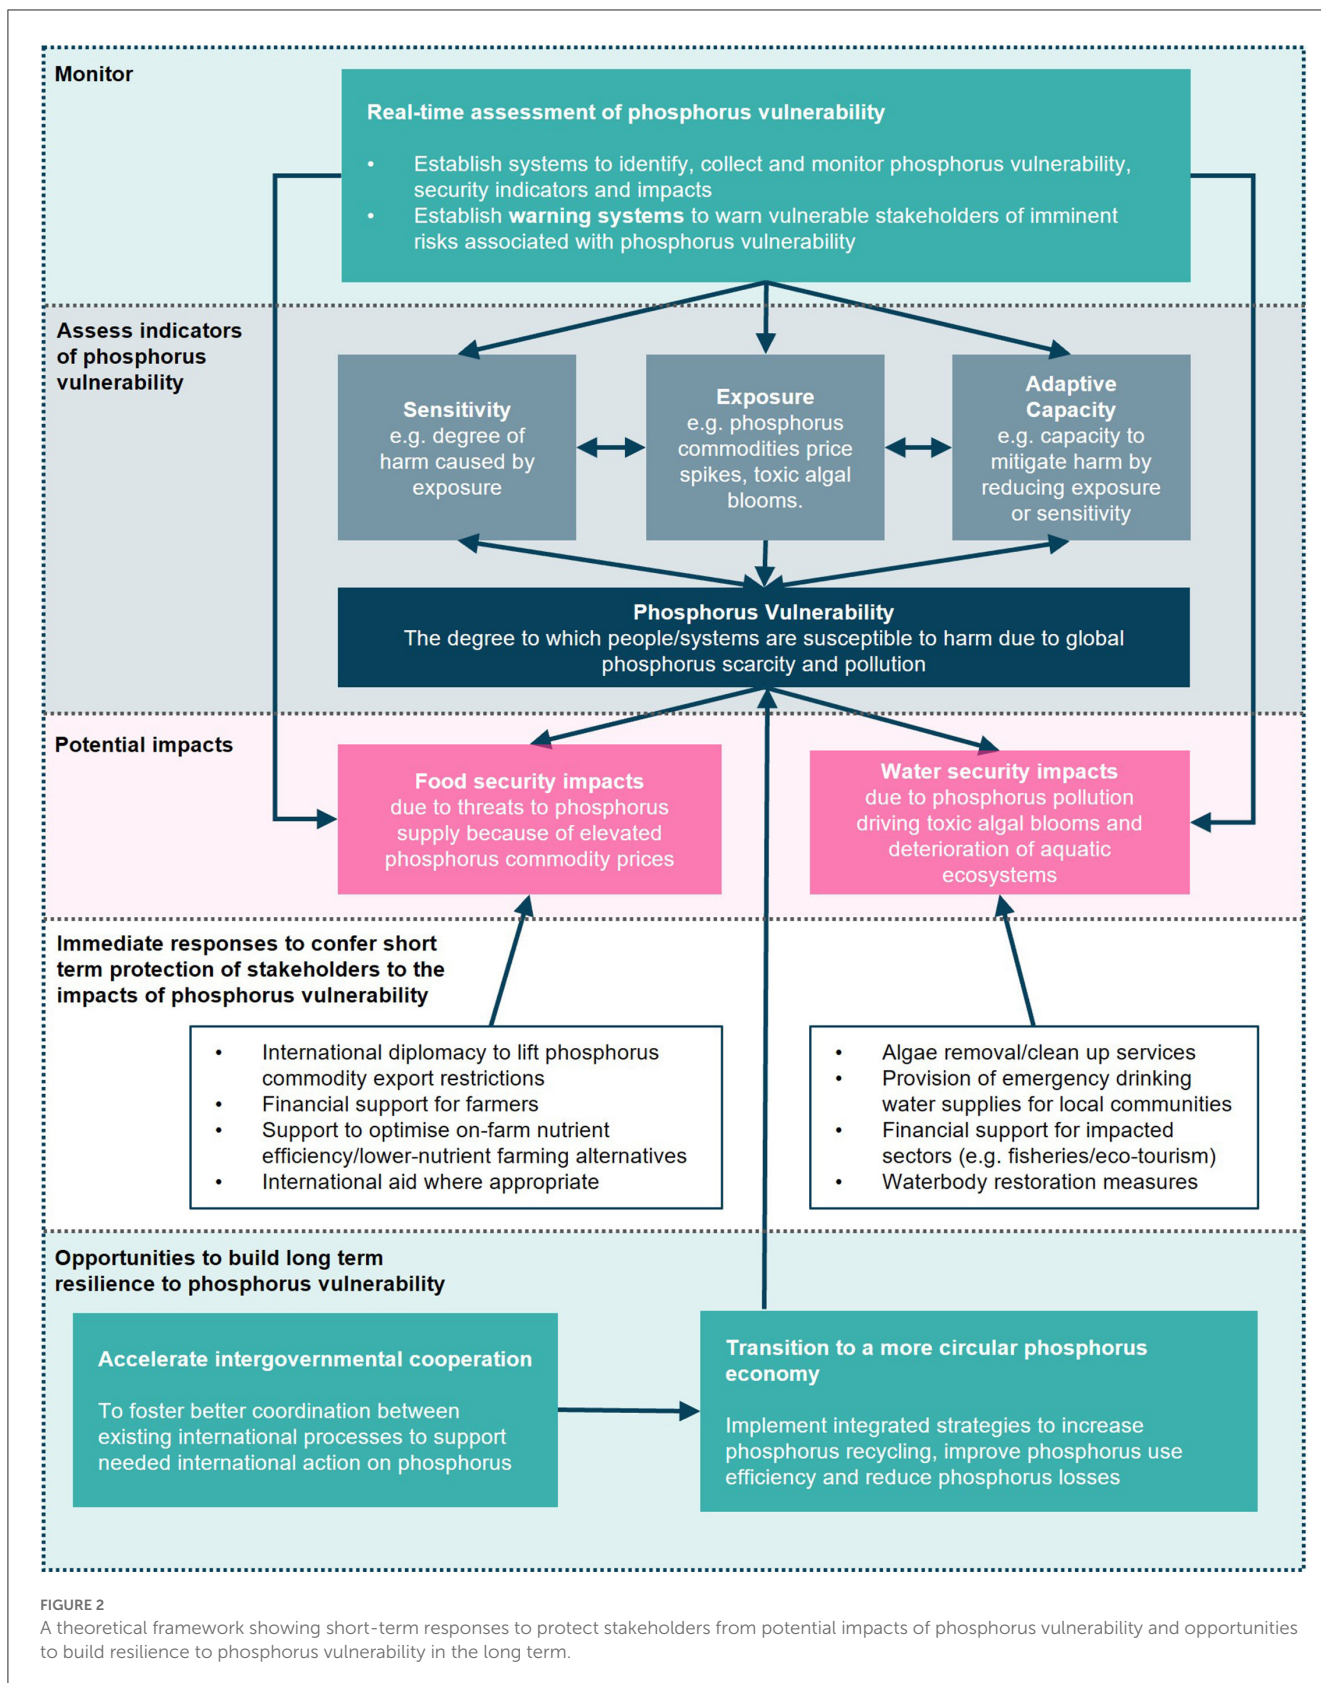 Monitor
Real-time assessment of phosphorus vulnerability
• Establish systems to identify, collect and monitor phosphorus vulnerability,
security indicators and impacts
• Establish warning systems to warn vulnerable stakeholders of imminent
risks associated with phosphorus vulnerability
Assess indicators
of phosphorus
vulnerability
Sensitivity
e.g. degree of
harm caused by
exposure
Exposure
e.g. phosphorus
commodities price
spikes, toxic algal
blooms.
Adaptive
Capacity
e.g. capacity to
mitigate harm by
reducing exposure
or sensitivity
Phosphorus Vulnerability
The degree to which people/systems are susceptible to harm due to global
phosphorus scarcity and pollution
Potential impacts
Food security impacts
due to threats to phosphorus
supply because of elevated
phosphorus commodity prices
Water security impacts
due to phosphorus pollution
driving toxic algal blooms and
deterioration of aquatic
ecosystems
Immediate responses to confer short
term protection of stakeholders to the
impacts of phosphorus vulnerability
• International diplomacy to lift phosphorus
commodity export restrictions
• Financial support for farmers
• Support to optimise on-farm nutrient
efficiency/lower-nutrient farming alternatives
• International aid where appropriate
• Algae removal/clean up services
• Provision of emergency drinking
water supplies for local communities
• Financial support for impacted
sectors (e.g. fisheries/eco-tourism)
• Waterbody restoration measures
Opportunities to build long term
resilience to phosphorus vulnerability
Accelerate intergovernmental cooperation
To foster better coordination between
existing international processes to support
needed international action on phosphorus
Transition to a more circular phosphorus
economy
Implement integrated strategies to increase
phosphorus recycling, improve phosphorus use
efficiency and reduce phosphorus losses
FIGURE 2
A theoretical framework showing short-term responses to protect stakeholders from potential impacts of phosphorus vulnerability and opportunities
to build resilience to phosphorus vulnerability in the long term.